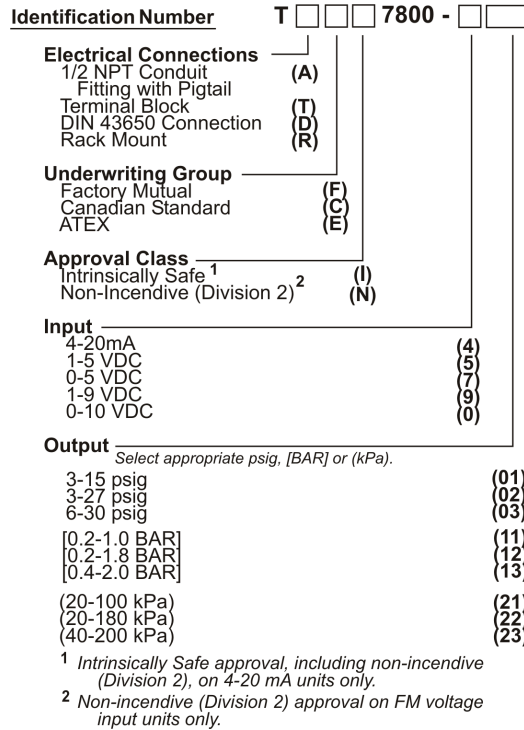 Identification Number T □ □ □ 7800 - □ □
Electrical Connections
1/2 NPT Conduit (A)
Fitting with Pigtail
Terminal Block (T)
DIN 43650 Connection (D)
Rack Mount (R)
Underwriting Group
Factory Mutual (F)
Canadian Standard (C)
ATEX (E)
Approval Class
Intrinsically Safe 1 (I)
Non-Incendive (Division 2) 2 (N)
Input
4-20mA (4)
1-5 VDC (5)
0-5 VDC (7)
1-9 VDC (9)
0-10 VDC (0)
Output
Select appropriate psig, [BAR] or (kPa).
3-15 psig (01)
3-27 psig (02)
6-30 psig (03)
[0.2-1.0 BAR] (11)
[0.2-1.8 BAR] (12)
[0.4-2.0 BAR] (13)
(20-100 kPa) (21)
(20-180 kPa) (22)
(40-200 kPa) (23)
1 Intrinsically Safe approval, including non-incendive
(Division 2), on 4-20 mA units only.
2 Non-incendive (Division 2) approval on FM voltage
input units only.